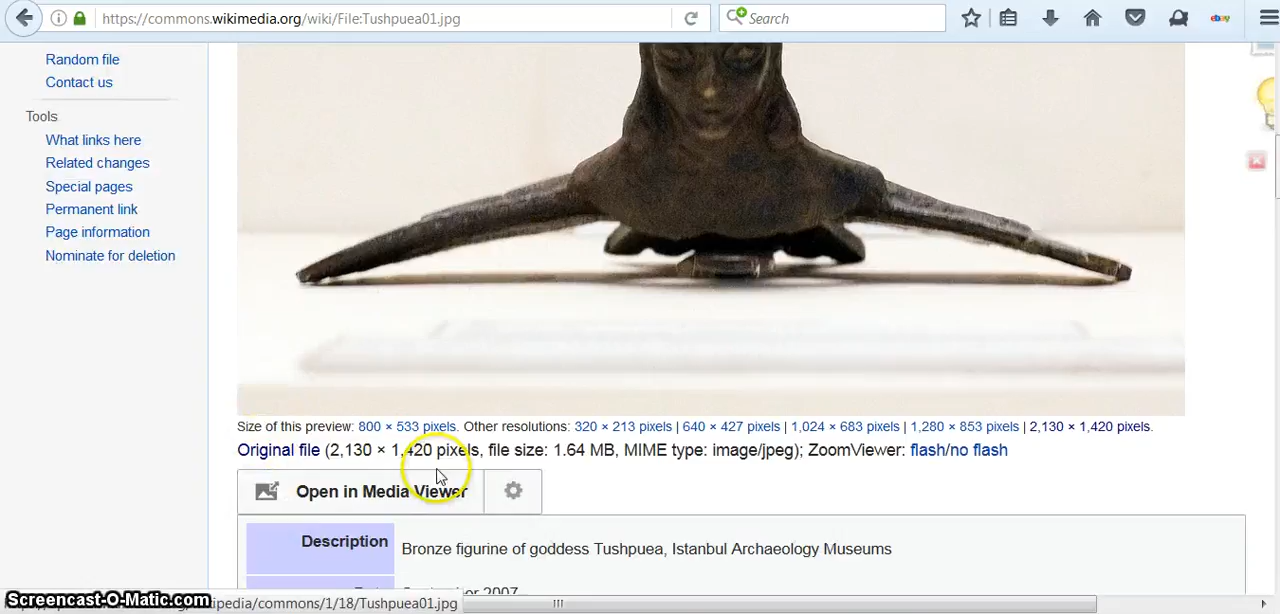 https://commons.wikimedia.org/wiki/File:Tushpuea01.jpg
Search
ebay
Random file
Contact us
Tools
What links here
Related changes
Special pages
Permanent link
Page information
Nominate for deletion
Size of this preview: 800 × 533 pixels. Other resolutions: 320 × 213 pixels | 640 × 427 pixels | 1,024 × 683 pixels | 1,280 × 853 pixels | 2,130 × 1,420 pixels.
Original file (2,130 × 1,420 pixels, file size: 1.64 MB, MIME type: image/jpeg); ZoomViewer: flash/no flash
Open in Media Viewer
Description
Bronze figurine of goddess Tushpuea, Istanbul Archaeology Museums
September 2007
Screencast-O-Matic.com
pedia/commons/1/18/Tushpuea01.jpg